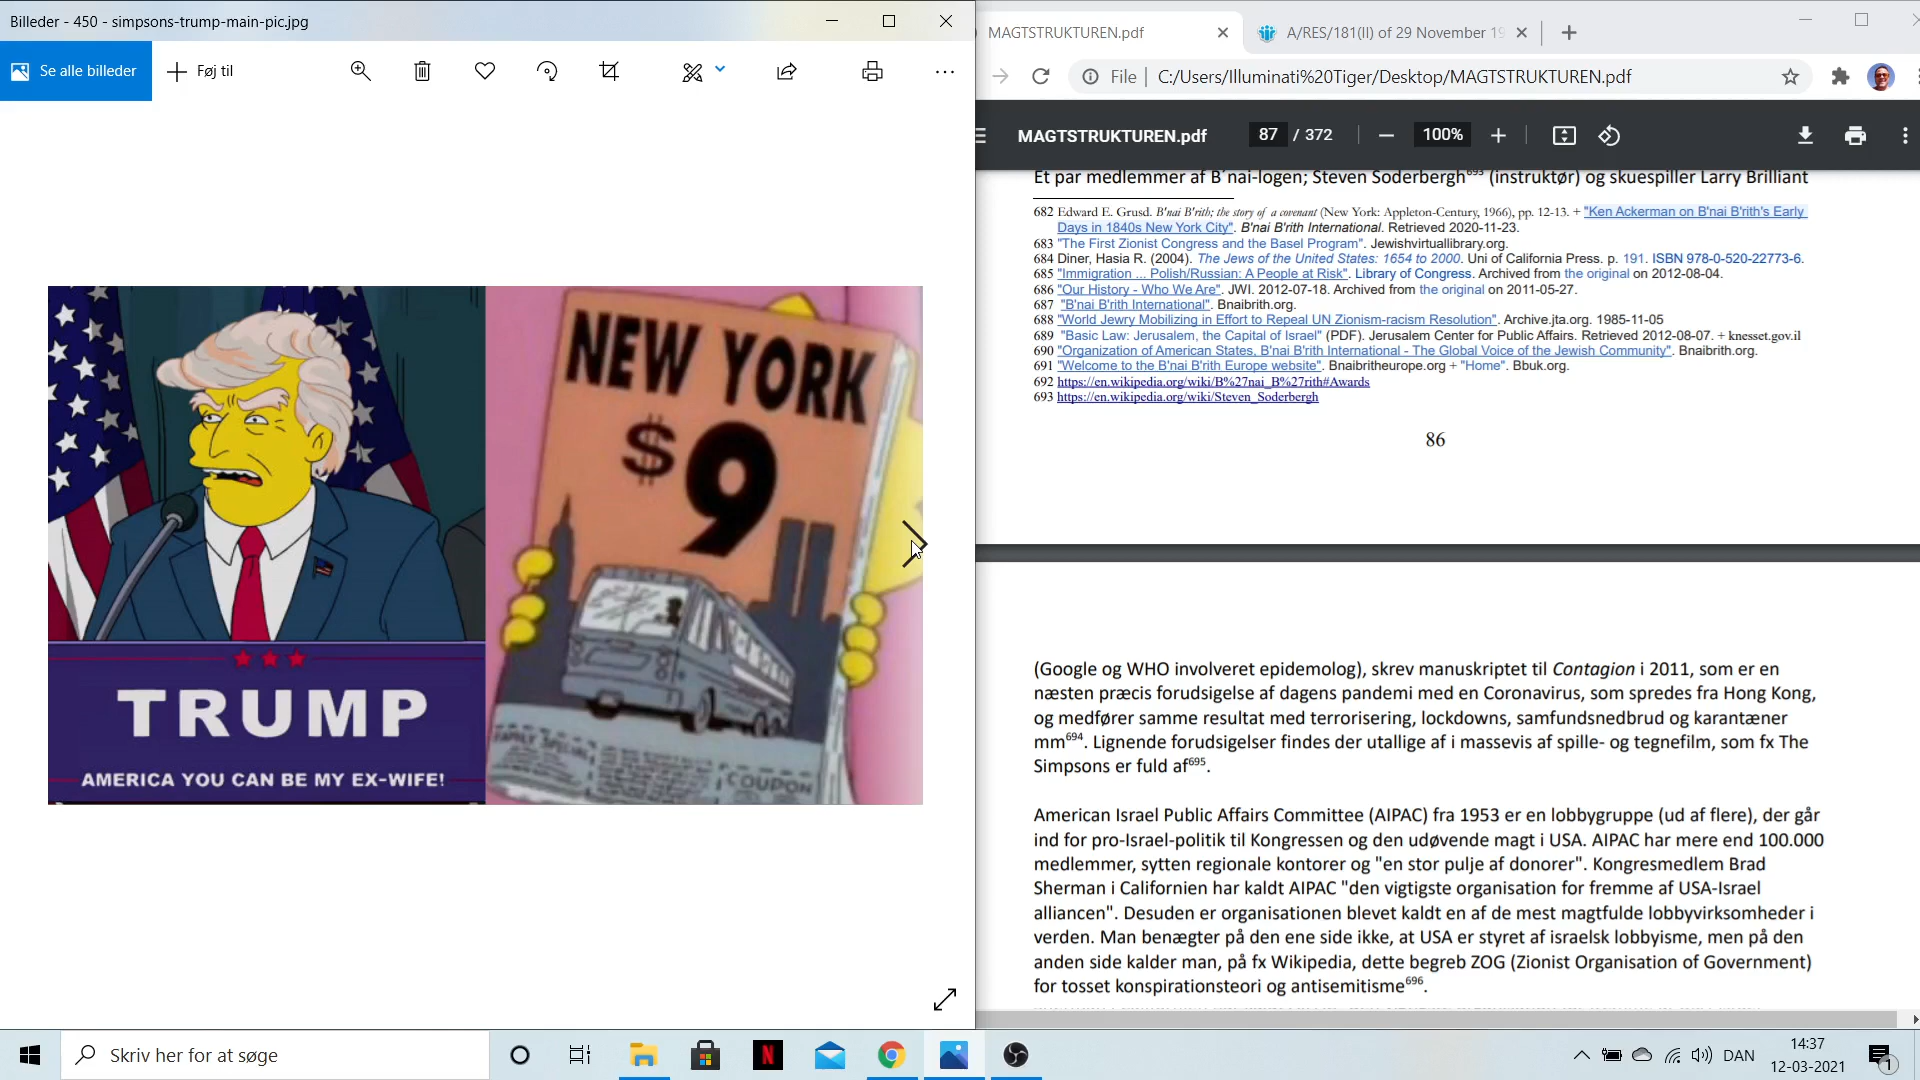 Billeder - 450 - simpsons-trump-main-pic.jpg
Se alle billeder
Føj til
NEW YORK
$9
TRUMP
AMERICA YOU CAN BE MY EX-WIFE!
FAMILY SPECIAL
COUPON
MAGTSTRUKTUREN.pdf
A/RES/181(II) of 29 November 19
File
C:/Users/Illuminati%20Tiger/Desktop/MAGTSTRUKTUREN.pdf
MAGTSTRUKTUREN.pdf
87 / 372
100%
Et par medlemmer af B´nai-logen; Steven Soderbergh693 (instruktør) og skuespiller Larry Brilliant
682 Edward E. Grusd. B'nai B'rith; the story of a covenant (New York: Appleton-Century, 1966), pp. 12-13. + "Ken Ackerman on B'nai B'rith's Early
Days in 1840s New York City". B'nai B'rith International. Retrieved 2020-11-23.
683 "The First Zionist Congress and the Basel Program". Jewishvirtuallibrary.org.
684 Diner, Hasia R. (2004). The Jews of the United States: 1654 to 2000. Uni of California Press. p. 191. ISBN 978-0-520-22773-6.
685 "Immigration ... Polish/Russian: A People at Risk". Library of Congress. Archived from the original on 2012-08-04.
686 "Our History - Who We Are". JWI. 2012-07-18. Archived from the original on 2011-05-27.
687 "B'nai B'rith International". Bnaibrith.org.
688 "World Jewry Mobilizing in Effort to Repeal UN Zionism-racism Resolution". Archive.jta.org. 1985-11-05
689 "Basic Law: Jerusalem, the Capital of Israel" (PDF). Jerusalem Center for Public Affairs. Retrieved 2012-08-07. + knesset.gov.il
690 "Organization of American States, B'nai B'rith International - The Global Voice of the Jewish Community". Bnaibrith.org.
691 "Welcome to the B'nai B'rith Europe website". Bnaibritheurope.org + "Home". Bbuk.org.
692 https://en.wikipedia.org/wiki/B%27nai_B%27rith#Awards
693 https://en.wikipedia.org/wiki/Steven_Soderbergh
86
(Google og WHO involveret epidemolog), skrev manuskriptet til Contagion i 2011, som er en
næsten præcis forudsigelse af dagens pandemi med en Coronavirus, som spredes fra Hong Kong,
og medfører samme resultat med terrorisering, lockdowns, samfundsnedbrud og karantæner
mm694. Lignende forudsigelser findes der utallige af i massevis af spille- og tegnefilm, som fx The
Simpsons er fuld af695.
American Israel Public Affairs Committee (AIPAC) fra 1953 er en lobbygruppe (ud af flere), der går
ind for pro-Israel-politik til Kongressen og den udøvende magt i USA. AIPAC har mere end 100.000
medlemmer, sytten regionale kontorer og "en stor pulje af donorer". Kongresmedlem Brad
Sherman i Californien har kaldt AIPAC "den vigtigste organisation for fremme af USA-Israel
alliancen". Desuden er organisationen blevet kaldt en af de mest magtfulde lobbyvirksomheder i
verden. Man benægter på den ene side ikke, at USA er styret af israelsk lobbyisme, men på den
anden side kalder man, på fx Wikipedia, dette begreb ZOG (Zionist Organisation of Government)
for tosset konspirationsteori og antisemitisme696.
Skriv her for at søge
N
DAN
14:37
12-03-2021
1